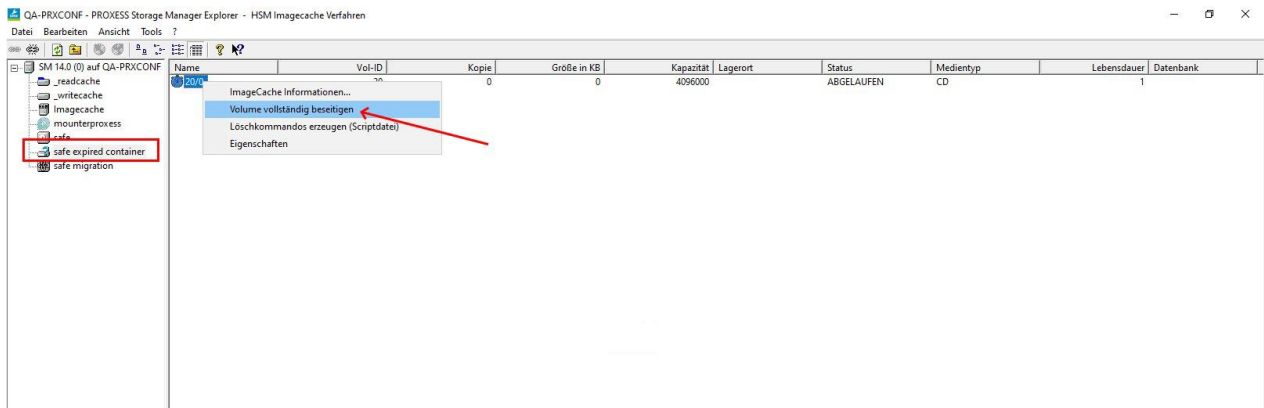 QA-PRXCONF - PROXESS Storage Manager Explorer - HSM Imagecache Verfahren
Datei Bearbeiten Ansicht Tools ?
SM 14.0 (0) auf QA-PRXCONF
_readcache
_writecache
Imagecache
mounterproxess
safe
safe expired container
safe migration
Name Vol-ID Kopie Größe in KB Kapazität Lagerort Status Medientyp Lebensdauer Datenbank
20/0 20 0 0 4096000 ABGELAUFEN CD 1
ImageCache Informationen...
Volume vollständig beseitigen
Löschkommandos erzeugen (Scriptdatei)
Eigenschaften